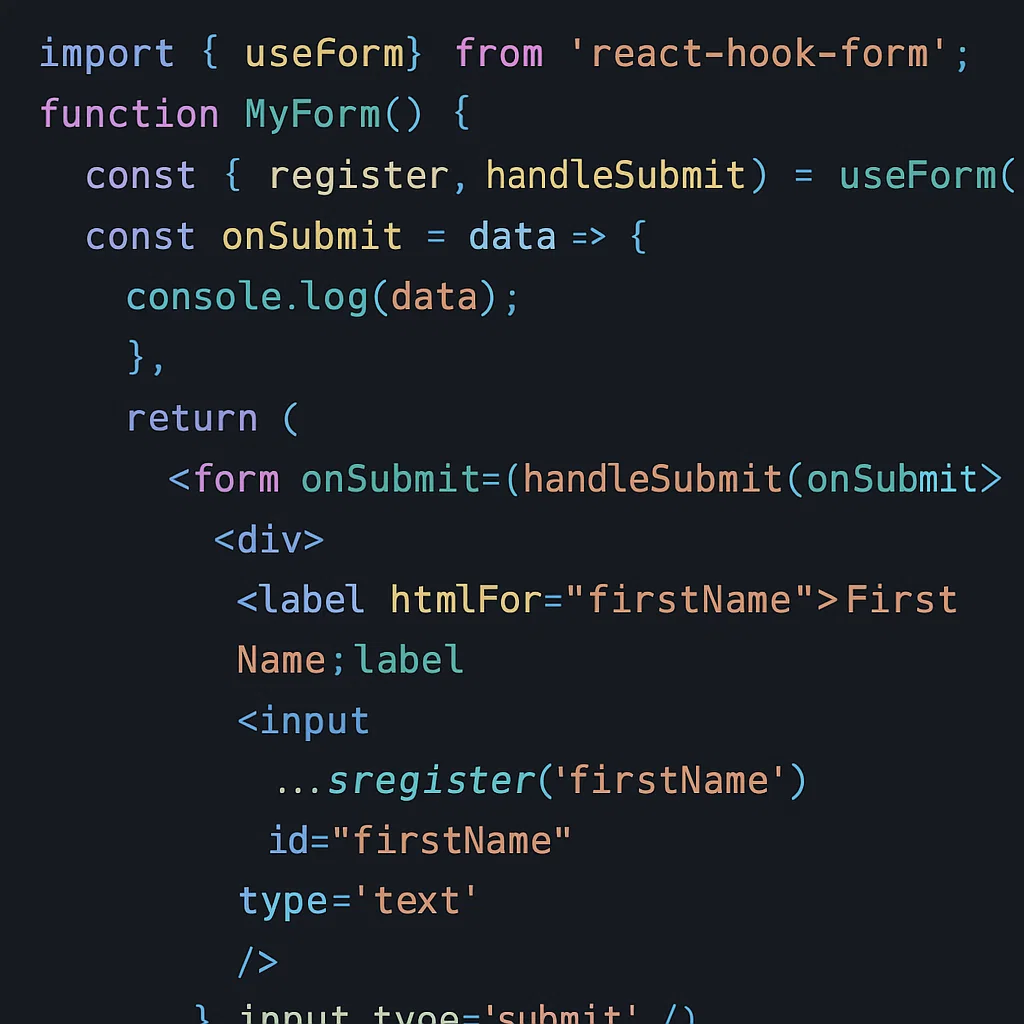 import { useForm} from 'react-hook-form';
function MyForm() {
const { register, handleSubmit) = useForm(
const onSubmit = data => {
console.log(data);
},
return (
<form onSubmit=(handleSubmit(onSubmit>
<div>
<label htmlFor="firstName">First
Name;label
<input
...sregister('firstName')
id="firstName"
type='text'
/>
} input type='submit' /)